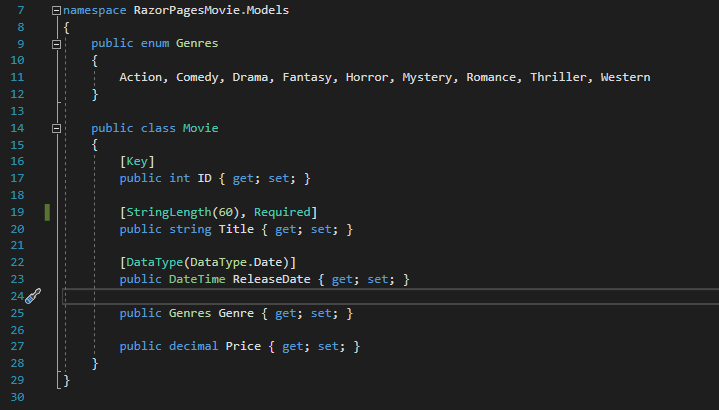 7 namespace RazorPagesMovie.Models
8 {
9 public enum Genres
10 {
11 Action, Comedy, Drama, Fantasy, Horror, Mystery, Romance, Thriller, Western
12 }
13
14 public class Movie
15 {
16 [Key]
17 public int ID { get; set; }
18
19 [StringLength(60), Required]
20 public string Title { get; set; }
21
22 [DataType(DataType.Date)]
23 public DateTime ReleaseDate { get; set; }
24
25 public Genres Genre { get; set; }
26
27 public decimal Price { get; set; }
28 }
29 }
30